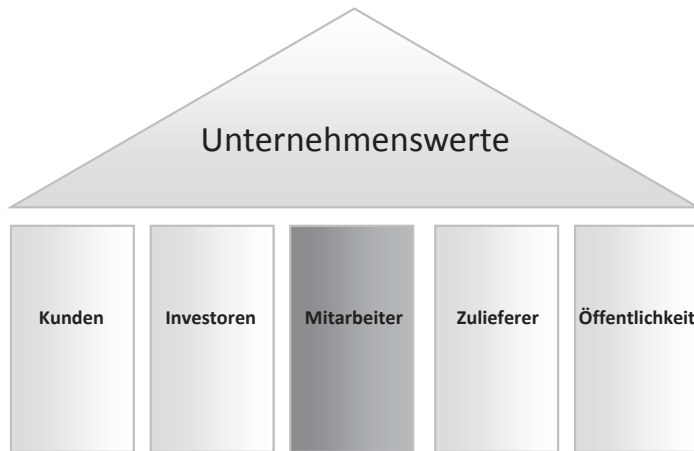 Unternehmenswerte
Kunden
Investoren
Mitarbeiter
Zulieferer
Öffentlichkeit